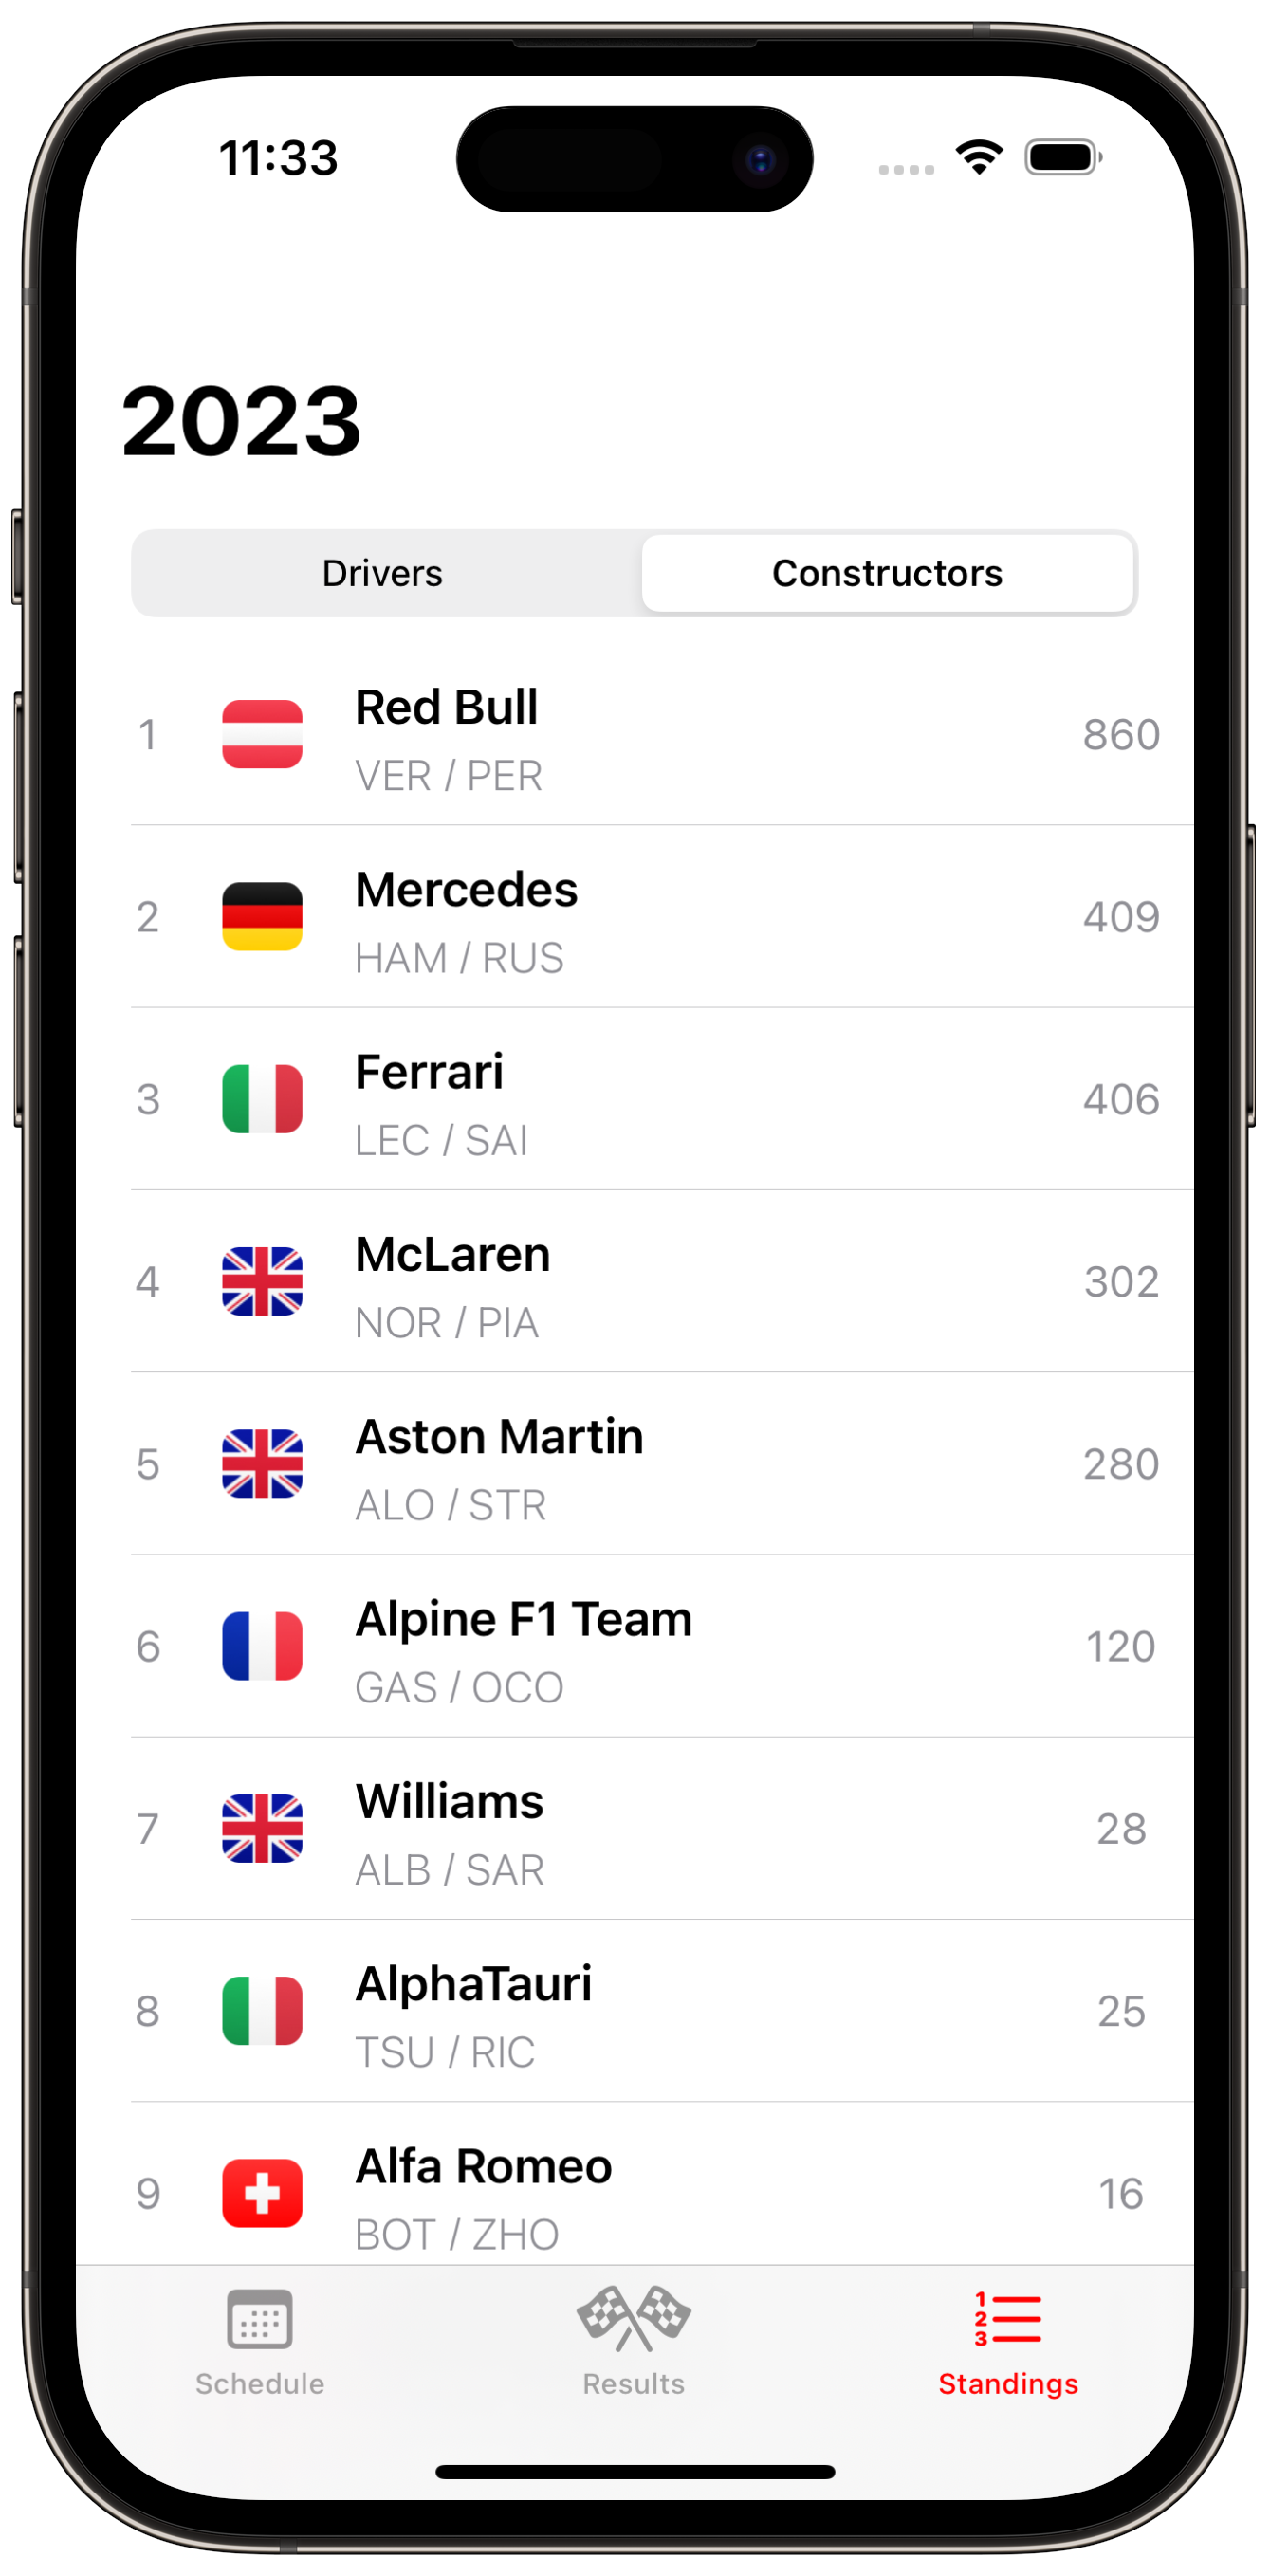 11:33
2023
Drivers Constructors
1 Red Bull 860
VER / PER
2 Mercedes 409
HAM / RUS
3 Ferrari 406
LEC / SAI
4 McLaren 302
NOR / PIA
5 Aston Martin 280
ALO / STR
6 Alpine F1 Team 120
GAS / OCO
7 Williams 28
ALB / SAR
8 AlphaTauri 25
TSU / RIC
9 Alfa Romeo 16
BOT / ZHO
1
2
3
Schedule Results Standings